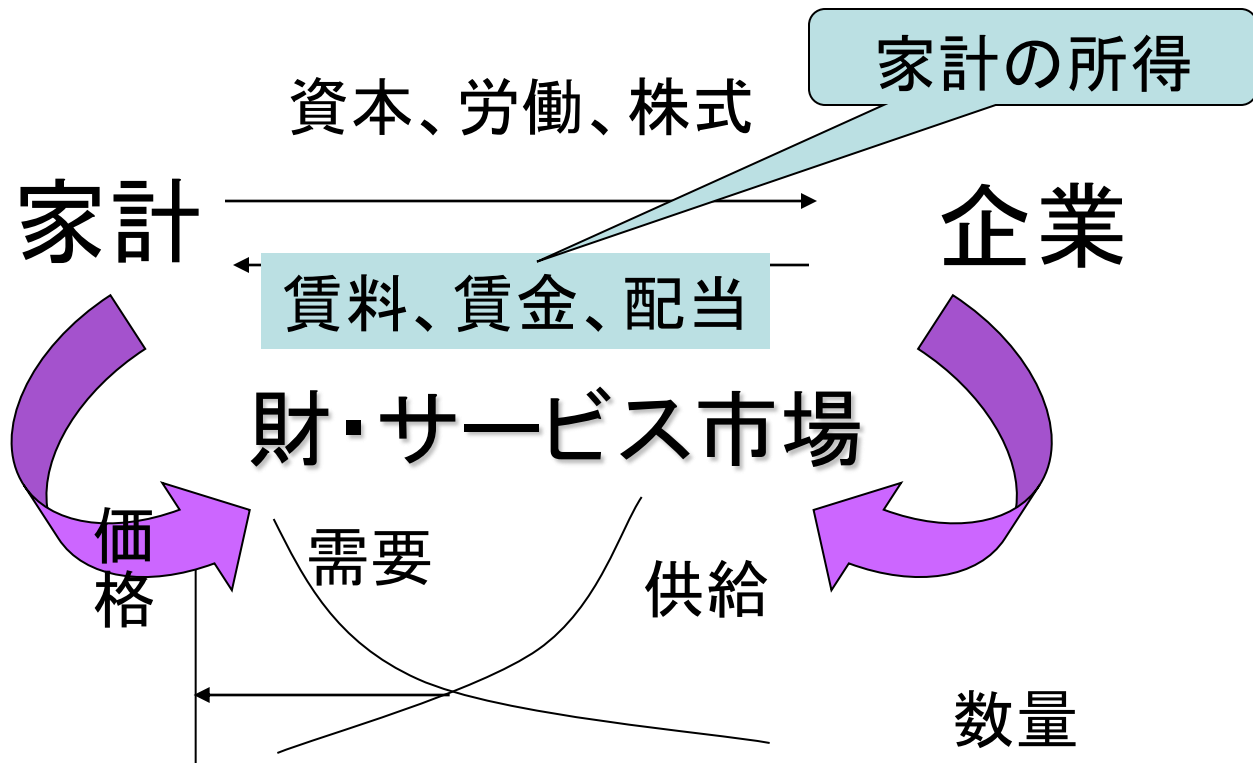 家計の所得
資本、労働、株式
家計
企業
賃料、賃金、配当
財・サービス市場
価
格
需要
供給
数量